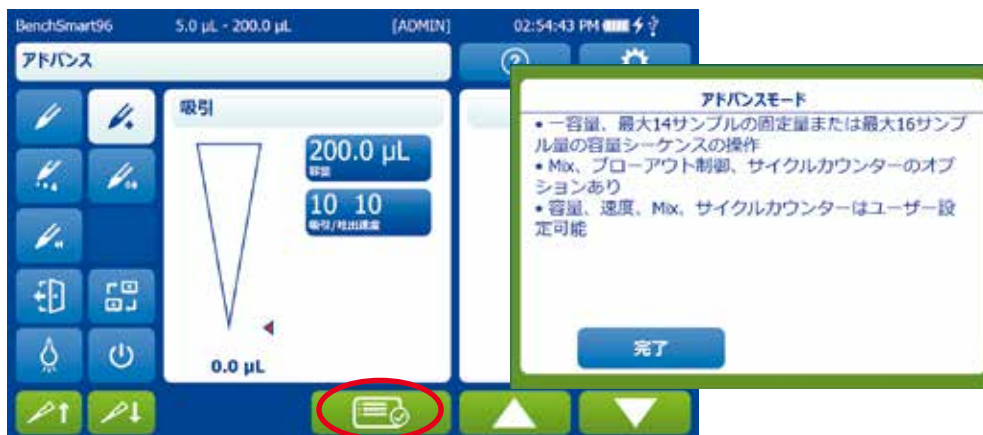 BenchSmart96 5.0 µL - 200.0 µL [ADMIN] 02:54:43 PM
アドバンス
?
吸引
200.0 µL
容量
10 10
吸引/吐出速度
0.0 µL
アドバンスモード
• 一容量、最大14サンプルの固定量または最大16サンプ
ル量の容量シーケンスの操作
• Mix、ブローアウト制御、サイクルカウンターのオプ
ションあり
• 容量、速度、Mix、サイクルカウンターはユーザー設
定可能
完了